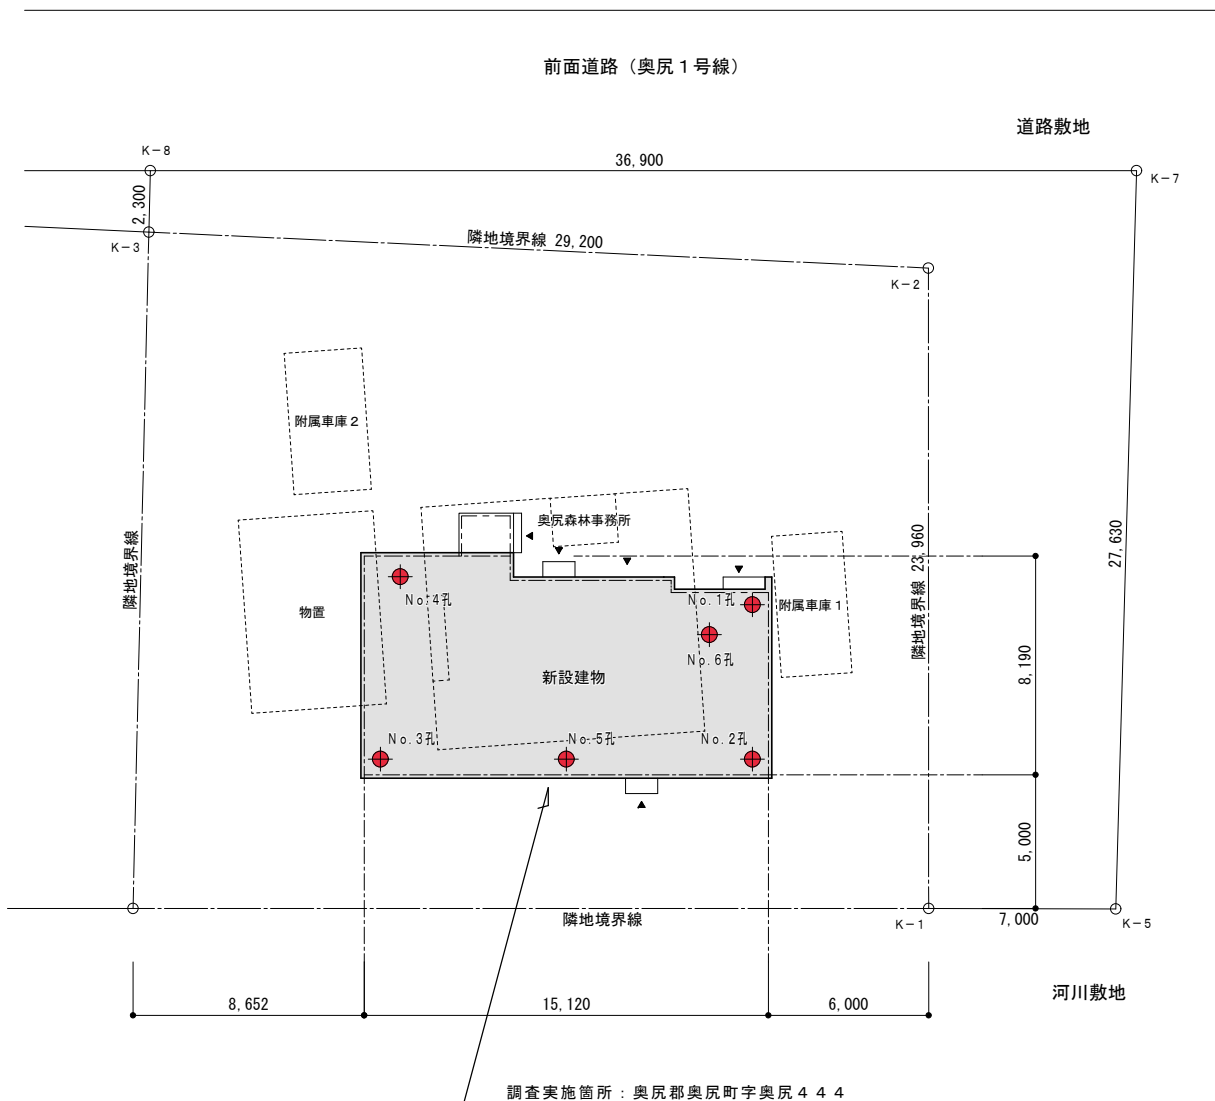 前面道路（奥尻１号線）
道路敷地
Ｋ－８
36,900
Ｋ－７
2,300
Ｋ－３
隣地境界線 29,200
Ｋ－２
附属車庫２
奥尻森林事務所
隣地境界線
隣地境界線 23,960
27,630
物置
Ｎｏ.４孔
Ｎｏ.１孔
附属車庫１
Ｎｏ.６孔
新設建物
8,190
Ｎｏ.３孔
Ｎｏ.５孔
Ｎｏ.２孔
5,000
隣地境界線
Ｋ－１
7,000
Ｋ－５
河川敷地
8,652
15,120
6,000
調査実施箇所：奥尻郡奥尻町字奥尻４４４